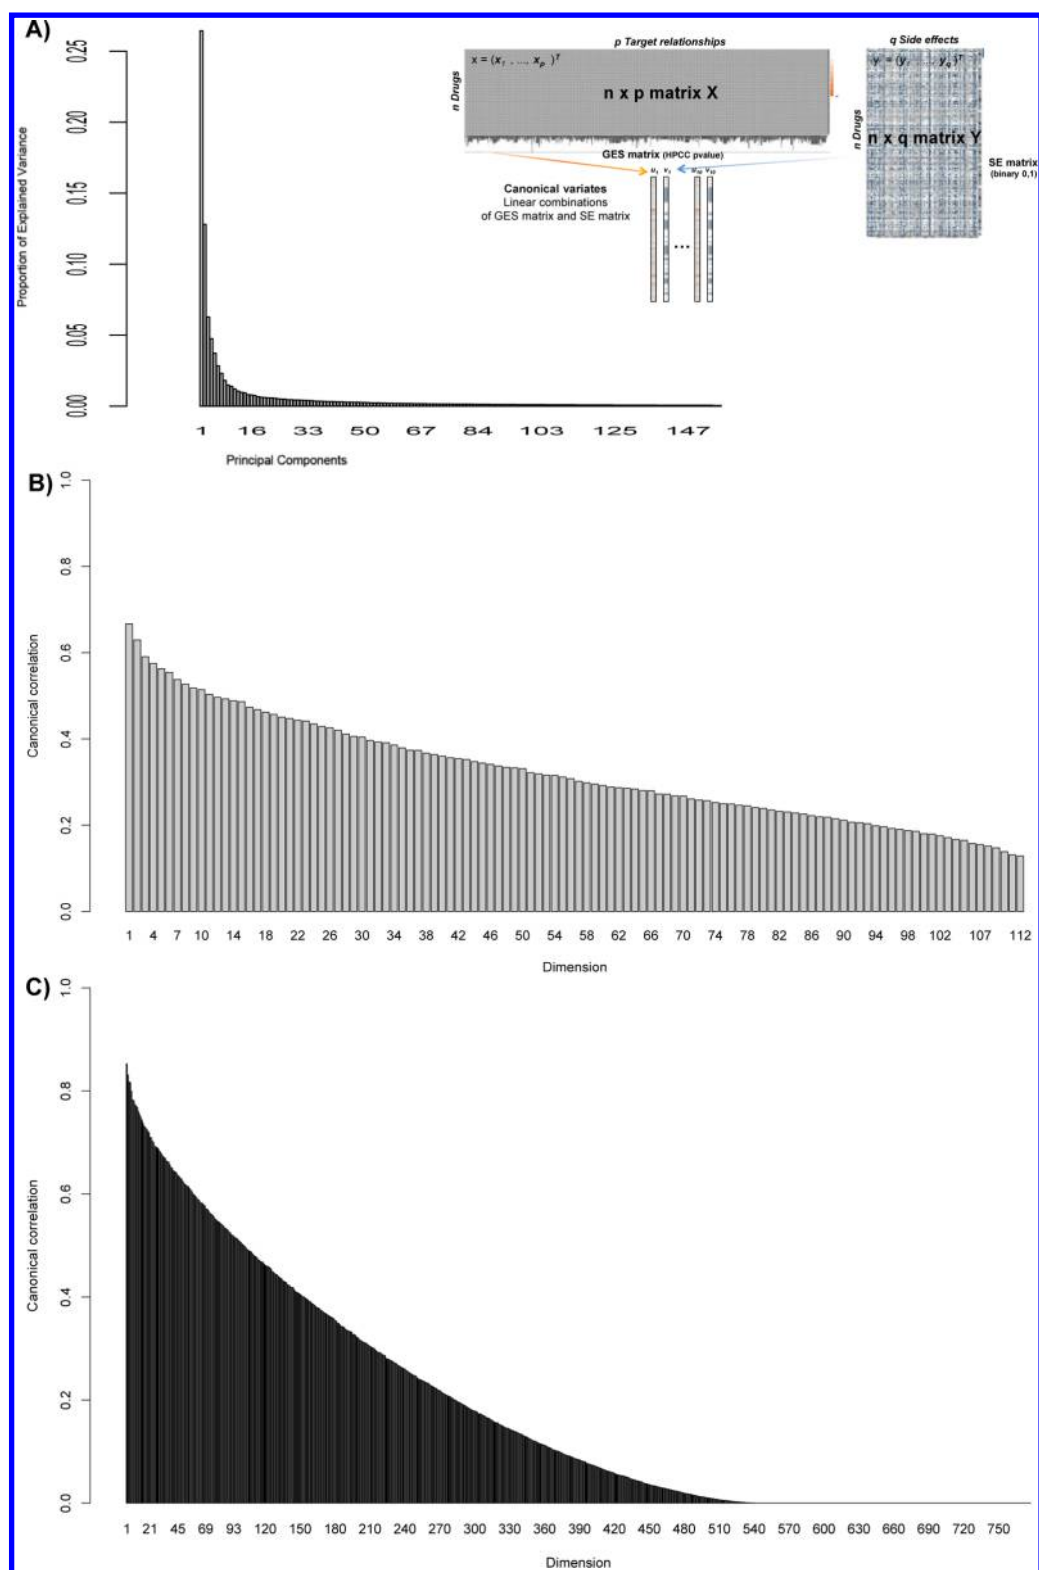 A)
Proportion of Explained Variance
0.25
0.20
0.15
0.10
0.05
0.00
1 16 33 50 67 84 103 125 147
Principal Components
p Target relationships
n Drugs
x = (x1 , ..., xp )T
n x p matrix X
GES matrix (HPCC pvalue)
q Side effects
n Drugs
n x q matrix Y
SE matrix
(binary 0,1)
u1 v1
Canonical variates
Linear combinations
of GES matrix and SE matrix
...
B)
Canonical correlation
1.0
0.8
0.6
0.4
0.2
0.0
1 4 7 10 14 18 22 26 30 34 38 42 46 50 54 58 62 66 70 74 78 82 86 90 94 98 102 107 112
Dimension
C)
Canonical correlation
1.0
0.8
0.6
0.4
0.2
0.0
1 21 45 69 93 120 150 180 210 240 270 300 330 360 390 420 450 480 510 540 570 600 630 660 690 720 750
Dimension